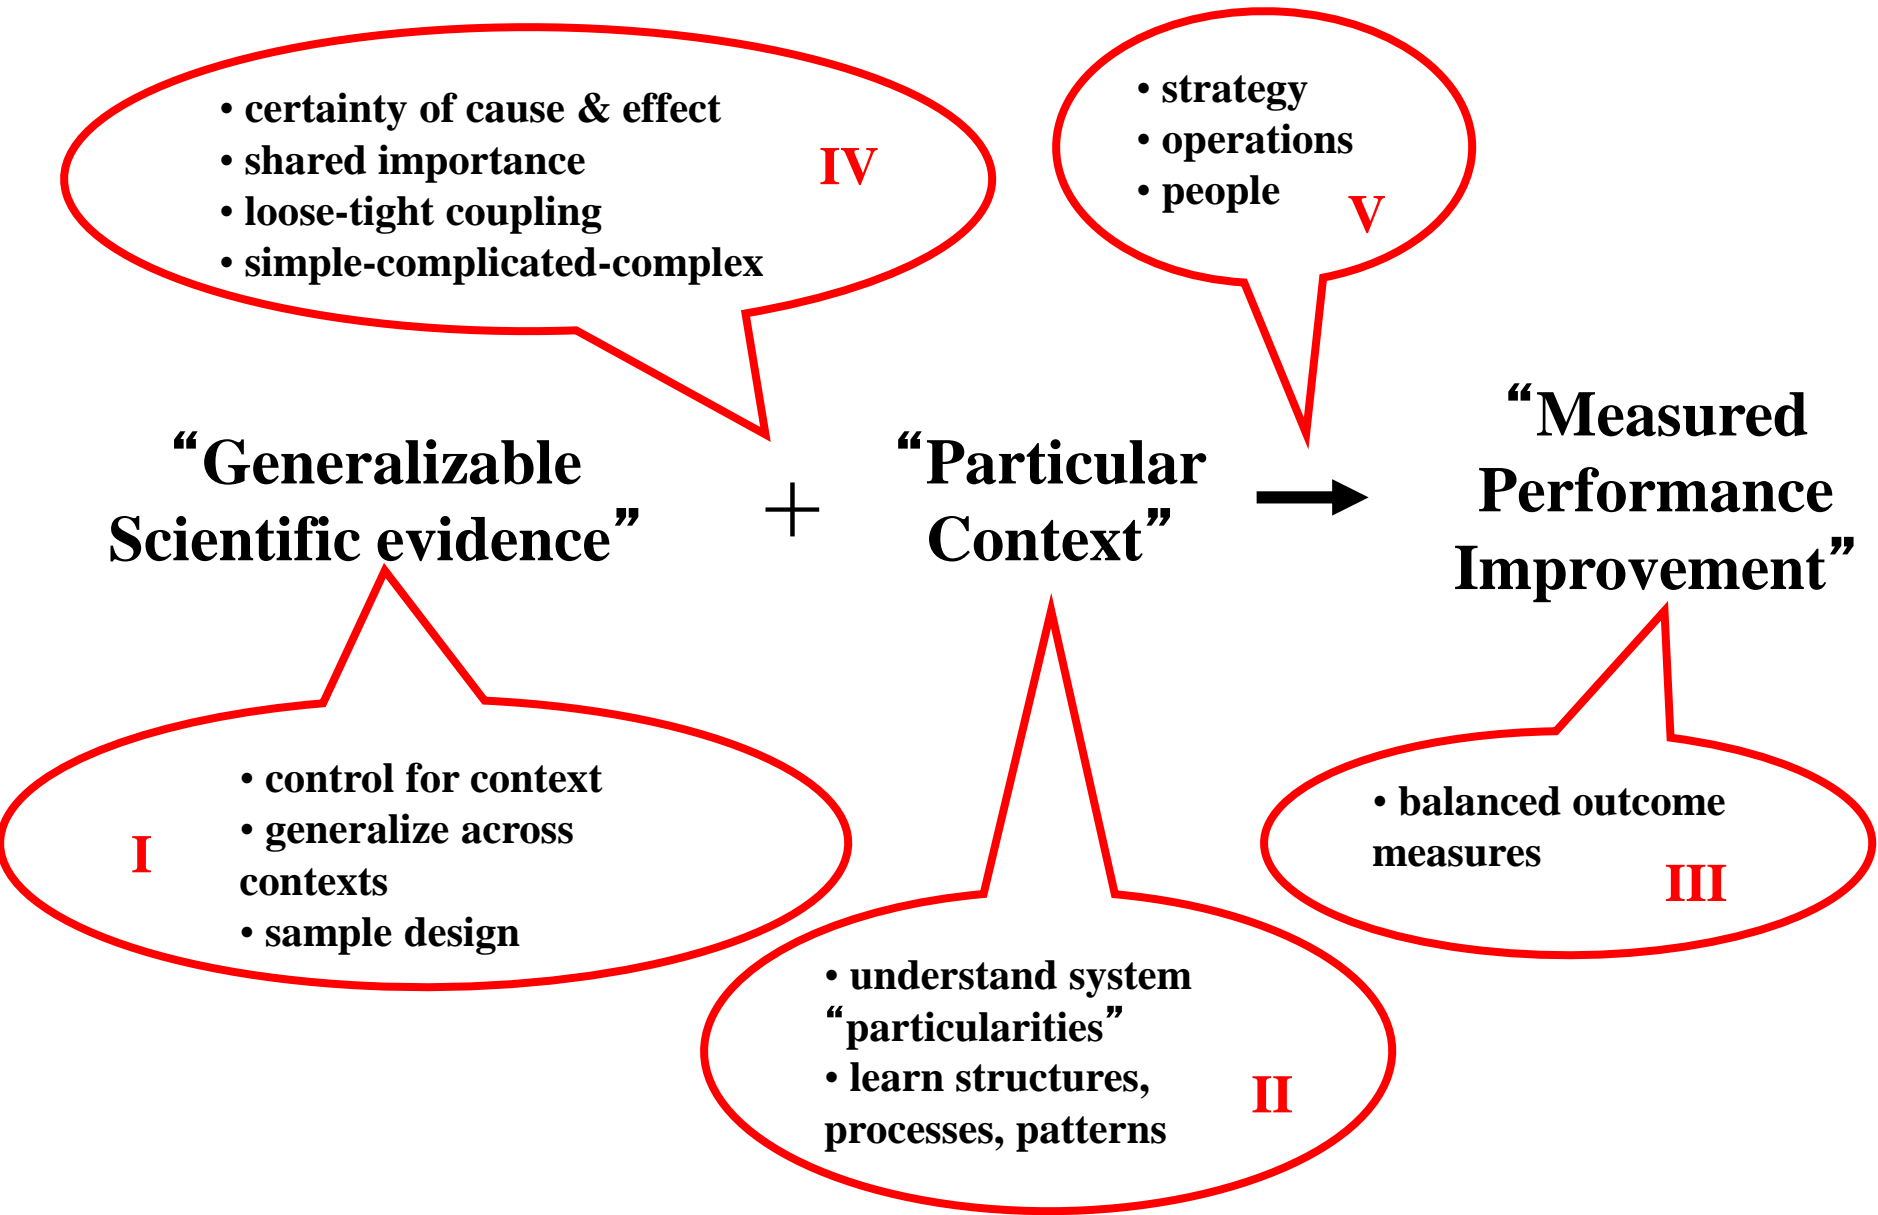 • certainty of cause & effect
• shared importance
• loose-tight coupling
• simple-complicated-complex
IV
• strategy
• operations
• people
V
“Generalizable
Scientific evidence”
+
“Particular
Context”
“Measured
Performance
Improvement”
I
• control for context
• generalize across
contexts
• sample design
• understand system
“particularities”
• learn structures,
processes, patterns
II
• balanced outcome
measures
III